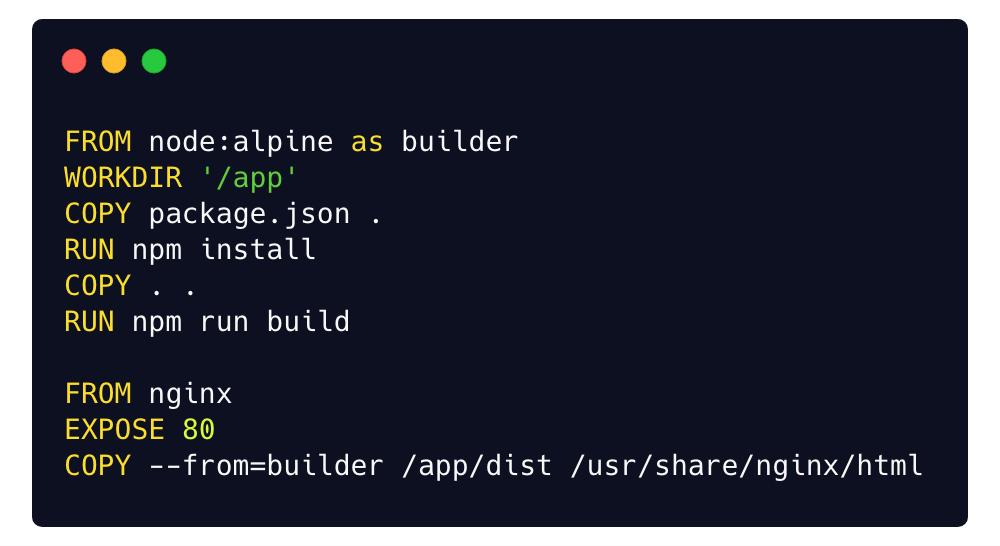 FROM node:alpine as builder
WORKDIR '/app'
COPY package.json .
RUN npm install
COPY . .
RUN npm run build
FROM nginx
EXPOSE 80
COPY --from=builder /app/dist /usr/share/nginx/html